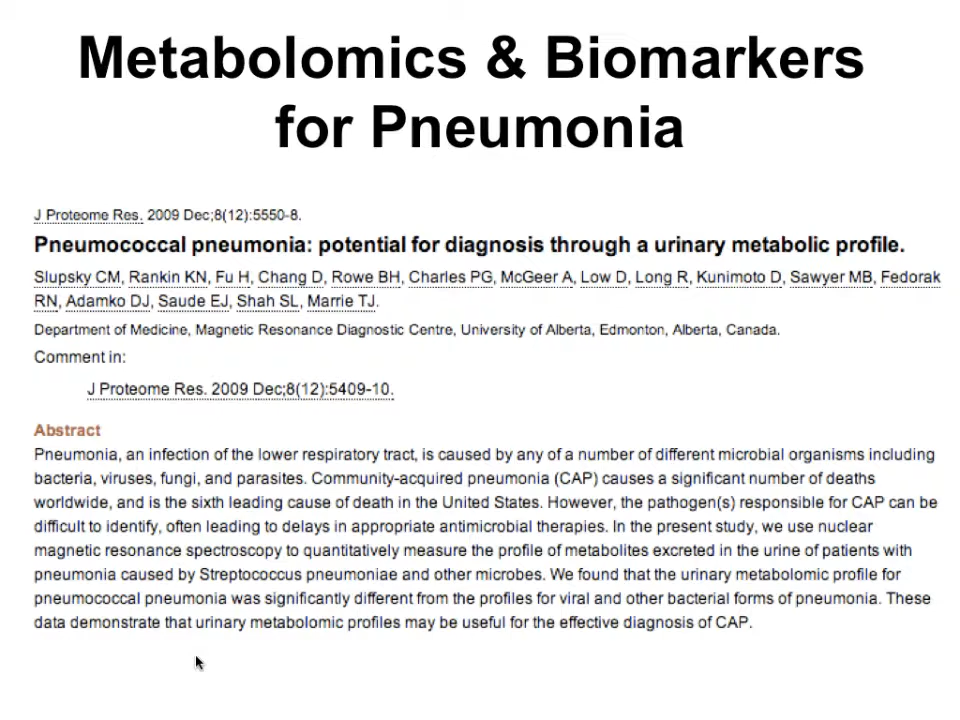 Metabolomics & Biomarkers
for Pneumonia
J Proteome Res. 2009 Dec;8(12):5550-8.
Pneumococcal pneumonia: potential for diagnosis through a urinary metabolic profile.
Slupsky CM, Rankin KN, Fu H, Chang D, Rowe BH, Charles PG, McGeer A, Low D, Long R, Kunimoto D, Sawyer MB, Fedorak
RN, Adamko DJ, Saude EJ, Shah SL, Marrie TJ.
Department of Medicine, Magnetic Resonance Diagnostic Centre, University of Alberta, Edmonton, Alberta, Canada.
Comment in:
J Proteome Res. 2009 Dec;8(12):5409-10.
Abstract
Pneumonia, an infection of the lower respiratory tract, is caused by any of a number of different microbial organisms including
bacteria, viruses, fungi, and parasites. Community-acquired pneumonia (CAP) causes a significant number of deaths
worldwide, and is the sixth leading cause of death in the United States. However, the pathogen(s) responsible for CAP can be
difficult to identify, often leading to delays in appropriate antimicrobial therapies. In the present study, we use nuclear
magnetic resonance spectroscopy to quantitatively measure the profile of metabolites excreted in the urine of patients with
pneumonia caused by Streptococcus pneumoniae and other microbes. We found that the urinary metabolomic profile for
pneumococcal pneumonia was significantly different from the profiles for viral and other bacterial forms of pneumonia. These
data demonstrate that urinary metabolomic profiles may be useful for the effective diagnosis of CAP.